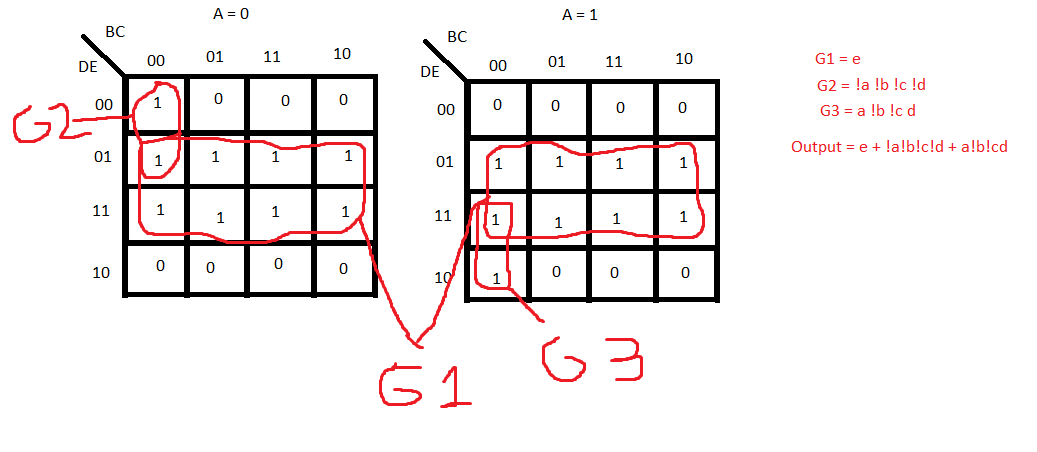 A = 0
BC
DE
00 01 11 10
00 1 0 0 0
01 1 1 1 1
11 1 1 1 1
10 0 0 0 0
A = 1
BC
DE
00 01 11 10
00 0 0 0 0
01 1 1 1 1
11 1 1 1 1
10 1 0 0 0
G2
G1
G3
G1 = e
G2 = !a !b !c !d
G3 = a !b !c d
Output = e + !a!b!c!d + a!b!cd